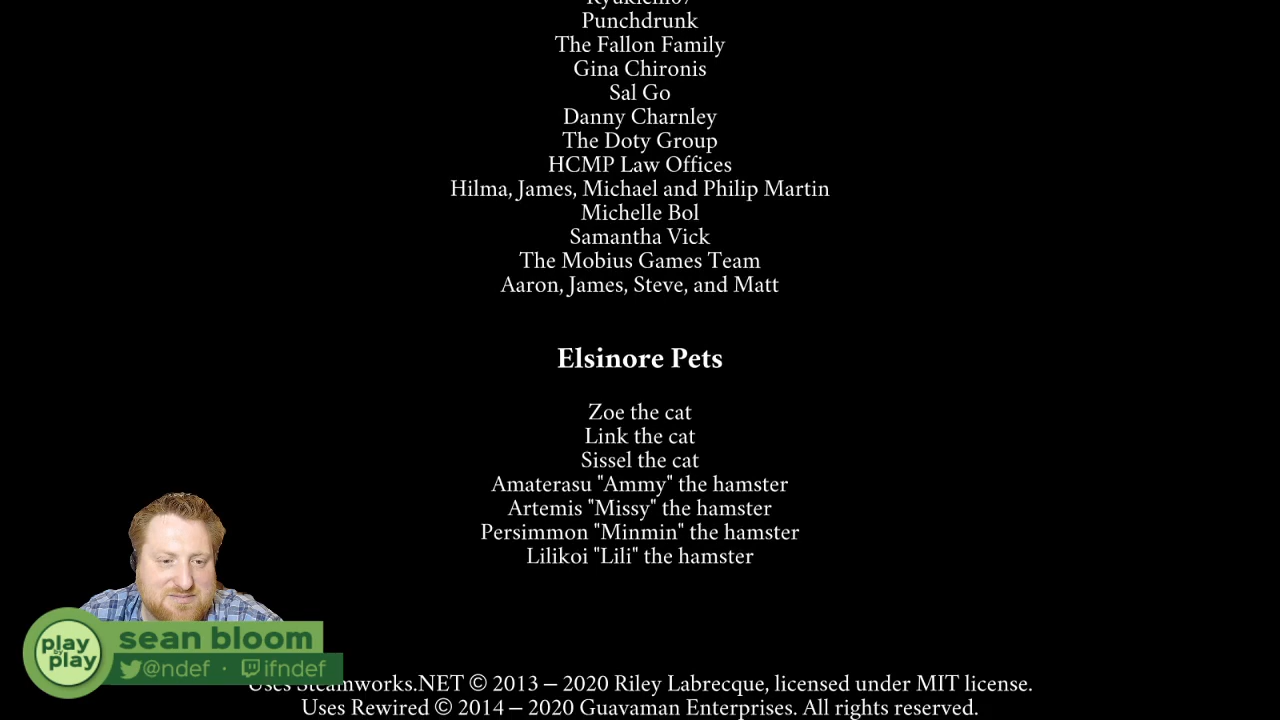 Punchdrunk
The Fallon Family
Gina Chironis
Sal Go
Danny Charnley
The Doty Group
HCMP Law Offices
Hilma, James, Michael and Philip Martin
Michelle Bol
Samantha Vick
The Mobius Games Team
Aaron, James, Steve, and Matt
Elsinore Pets
Zoe the cat
Link the cat
Sissel the cat
Amaterasu "Ammy" the hamster
Artemis "Missy" the hamster
Persimmon "Minmin" the hamster
Lilikoi "Lili" the hamster
play by play
sean bloom
@ndef · ifndef
Uses Steamworks.NET © 2013 – 2020 Riley Labrecque, licensed under MIT license.
Uses Rewired © 2014 – 2020 Guavaman Enterprises. All rights reserved.